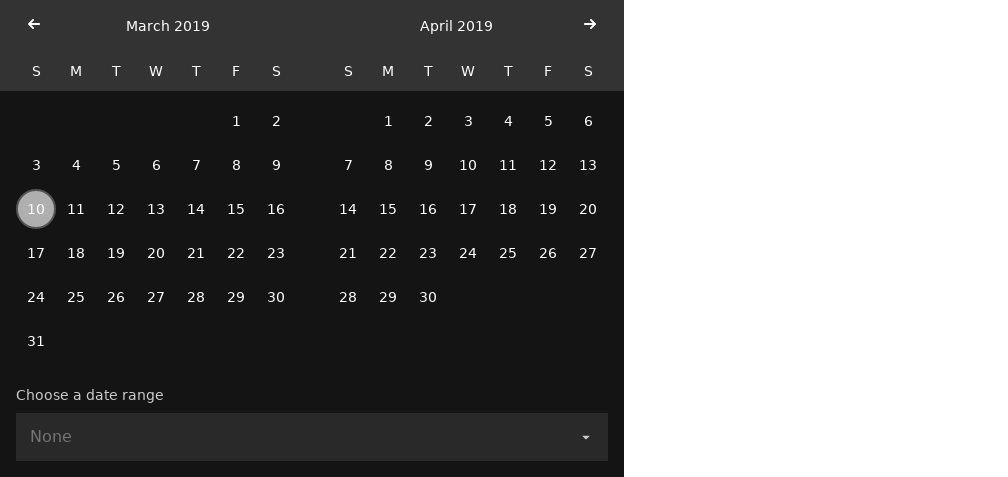 March 2019 April 2019
S M T W T F S S M T W T F S
1 2 1 2 3 4 5 6
3 4 5 6 7 8 9 7 8 9 10 11 12 13
10 11 12 13 14 15 16 14 15 16 17 18 19 20
17 18 19 20 21 22 23 21 22 23 24 25 26 27
24 25 26 27 28 29 30 28 29 30
31
Choose a date range
None